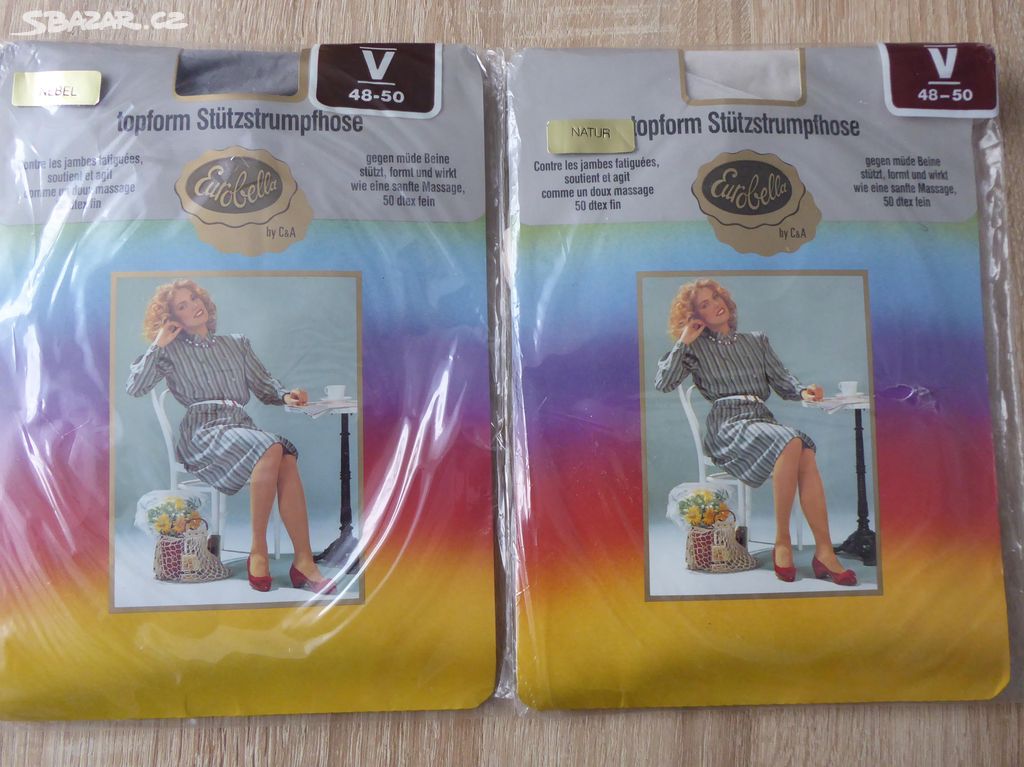 SBAZAR.CZ
NEBEL
V
48-50
topform Stützstrumpfhose
contre les jambes fatiguées,
soutient et agit
comme un doux massage
50 dtex fin
Eurobella
by C&A
gegen müde Beine
stützt, formt und wirkt
wie eine sanfte Massage,
50 dtex fein
NATUR
V
48-50
topform Stützstrumpfhose
Contre les jambes fatiguées,
soutient et agit
comme un doux massage
50 dtex fin
Eurobella
by C&A
gegen müde Beine
stützt, formt und wirkt
wie eine sanfte Massage,
50 dtex fein